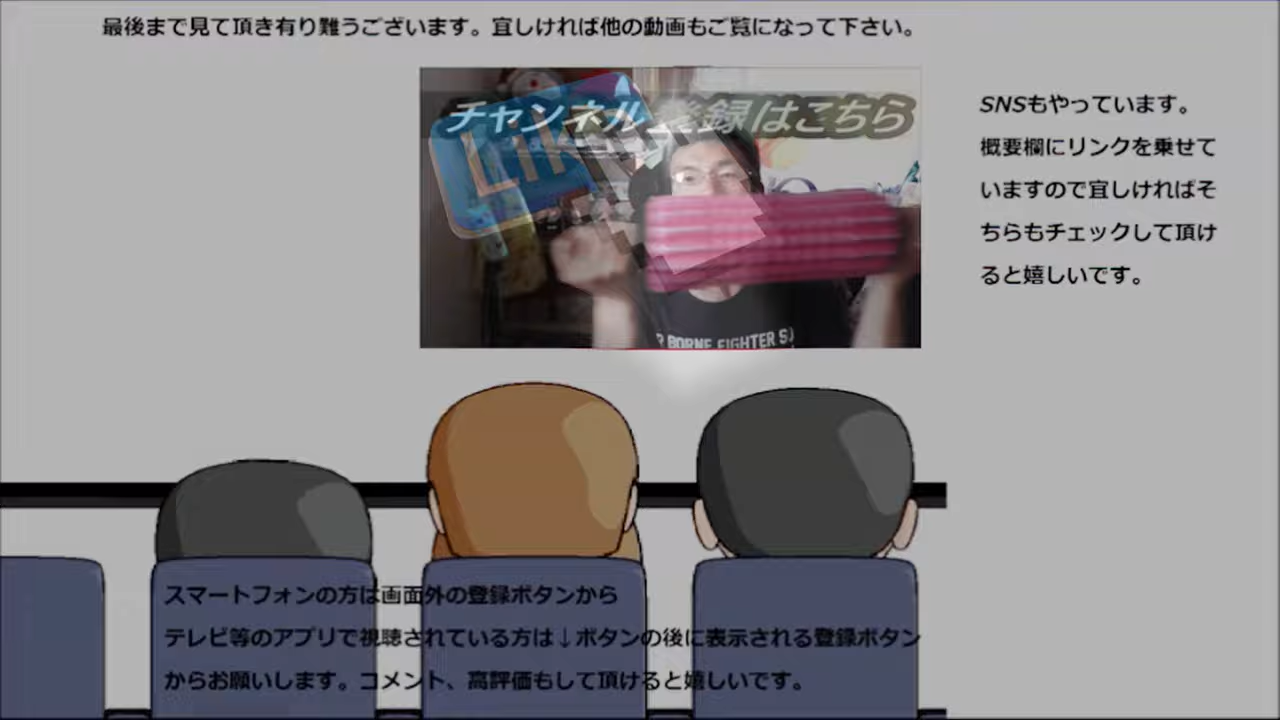 最後まで見て頂き有り難うございます。宜しければ他の動画もご覧になって下さい。
チャンネル登録はこちら
Li
SNSもやっています。
概要欄にリンクを乗せて
いますので宜しければそ
ちらもチェックして頂け
ると嬉しいです。
BORNE FIGHTER
スマートフォンの方は画面外の登録ボタンから
テレビ等のアプリで視聴されている方は↓ボタンの後に表示される登録ボタン
からお願いします。コメント、高評価もして頂けると嬉しいです。